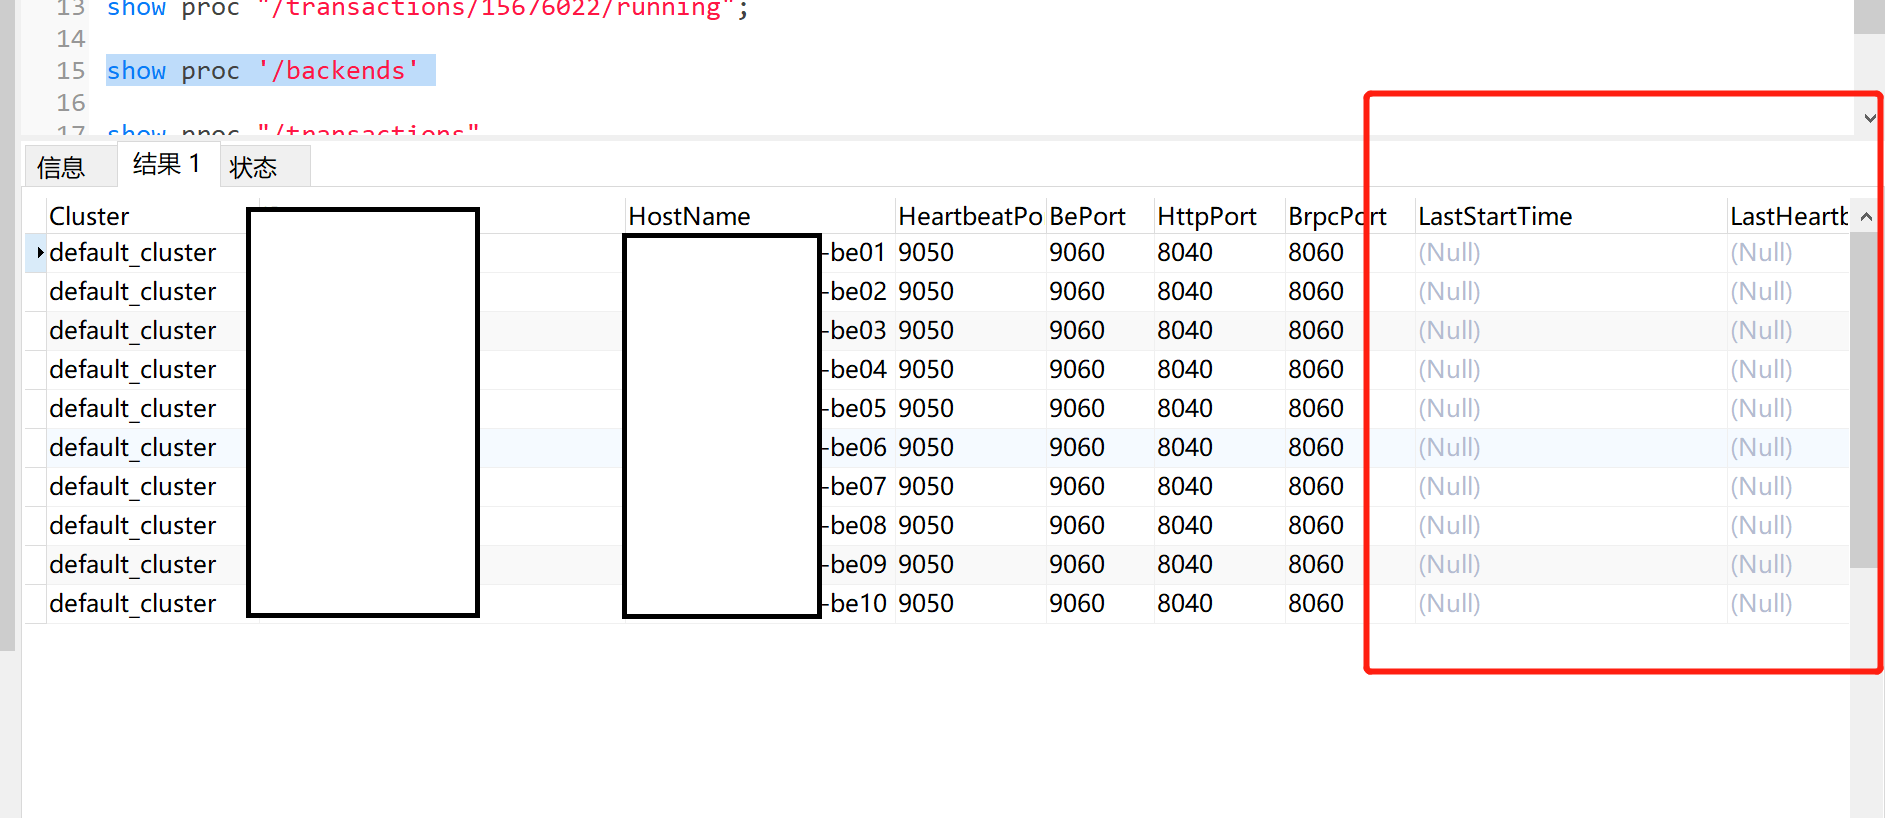 13 show proc "/transactions/15676022/running";
14
15 show proc '/backends'
16
17 show proc "/transactions"
信息 结果 1 状态
Cluster HostName HeartbeatPo BePort HttpPort BrpcPort LastStartTime LastHeartb
default_cluster -be01 9050 9060 8040 8060 (Null) (Null)
default_cluster -be02 9050 9060 8040 8060 (Null) (Null)
default_cluster -be03 9050 9060 8040 8060 (Null) (Null)
default_cluster -be04 9050 9060 8040 8060 (Null) (Null)
default_cluster -be05 9050 9060 8040 8060 (Null) (Null)
default_cluster -be06 9050 9060 8040 8060 (Null) (Null)
default_cluster -be07 9050 9060 8040 8060 (Null) (Null)
default_cluster -be08 9050 9060 8040 8060 (Null) (Null)
default_cluster -be09 9050 9060 8040 8060 (Null) (Null)
default_cluster -be10 9050 9060 8040 8060 (Null) (Null)